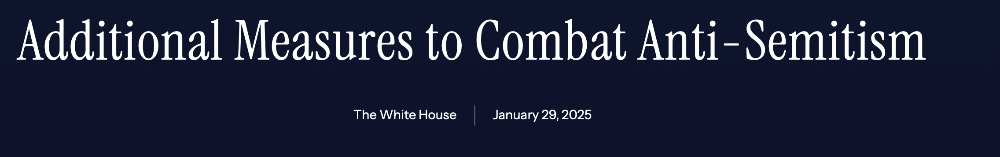 Additional Measures to Combat Anti-Semitism
The White House | January 29, 2025